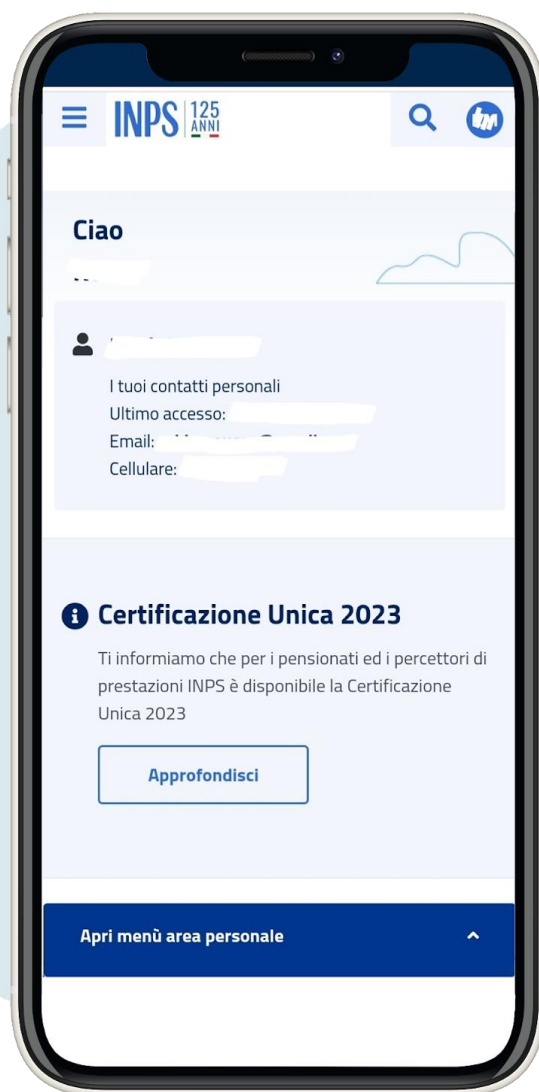 INPS 125
ANNI
Ciao
I tuoi contatti personali
Ultimo accesso:
Email:
Cellulare:
Certificazione Unica 2023
Ti informiamo che per i pensionati ed i percettori di
prestazioni INPS è disponibile la Certificazione
Unica 2023
Approfondisci
Apri menù area personale